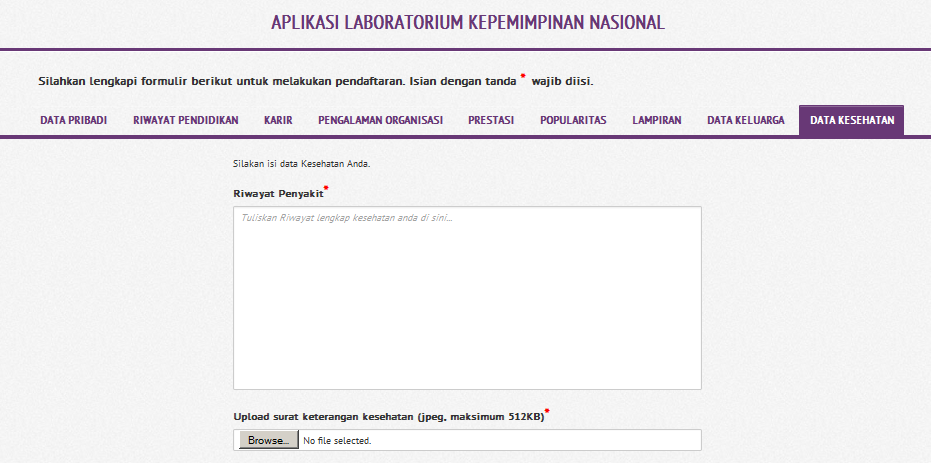 APLIKASI LABORATORIUM KEPEMIMPINAN NASIONAL
Silahkan lengkapi formulir berikut untuk melakukan pendaftaran. Isian dengan tanda * wajib diisi.
DATA PRIBADI RIWAYAT PENDIDIKAN KARIR PENGALAMAN ORGANISASI PRESTASI POPULARITAS LAMPIRAN DATA KELUARGA DATA KESEHATAN
Silakan isi data Kesehatan Anda.
Riwayat Penyakit*
Tuliskan Riwayat lengkap kesehatan anda di sini...
Upload surat keterangan kesehatan (jpeg, maksimum 512KB)*
Browse... No file selected.